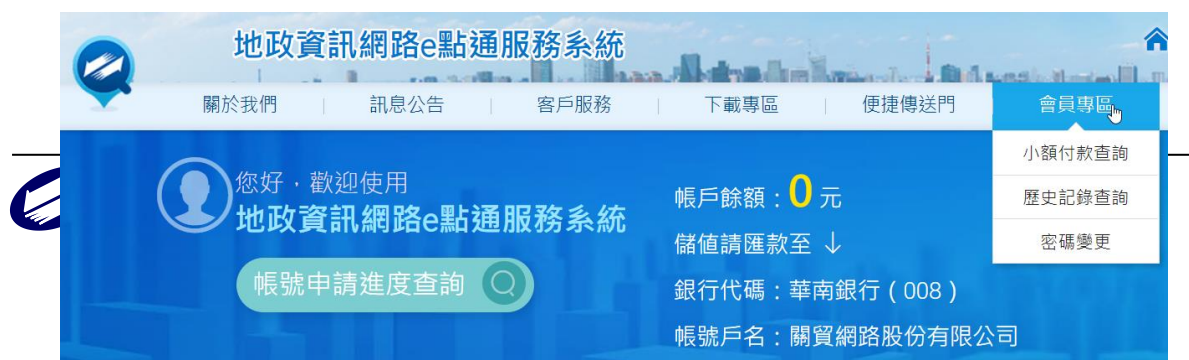 地政資訊網路e點通服務系統
關於我們
訊息公告
客戶服務
下載專區
便捷傳送門
會員專區
小額付款查詢
歷史記錄查詢
密碼變更
您好，歡迎使用
地政資訊網路e點通服務系統
帳號申請進度查詢
帳戶餘額：0 元
儲值請匯款至 ↓
銀行代碼：華南銀行（008）
帳號戶名：關貿網路股份有限公司